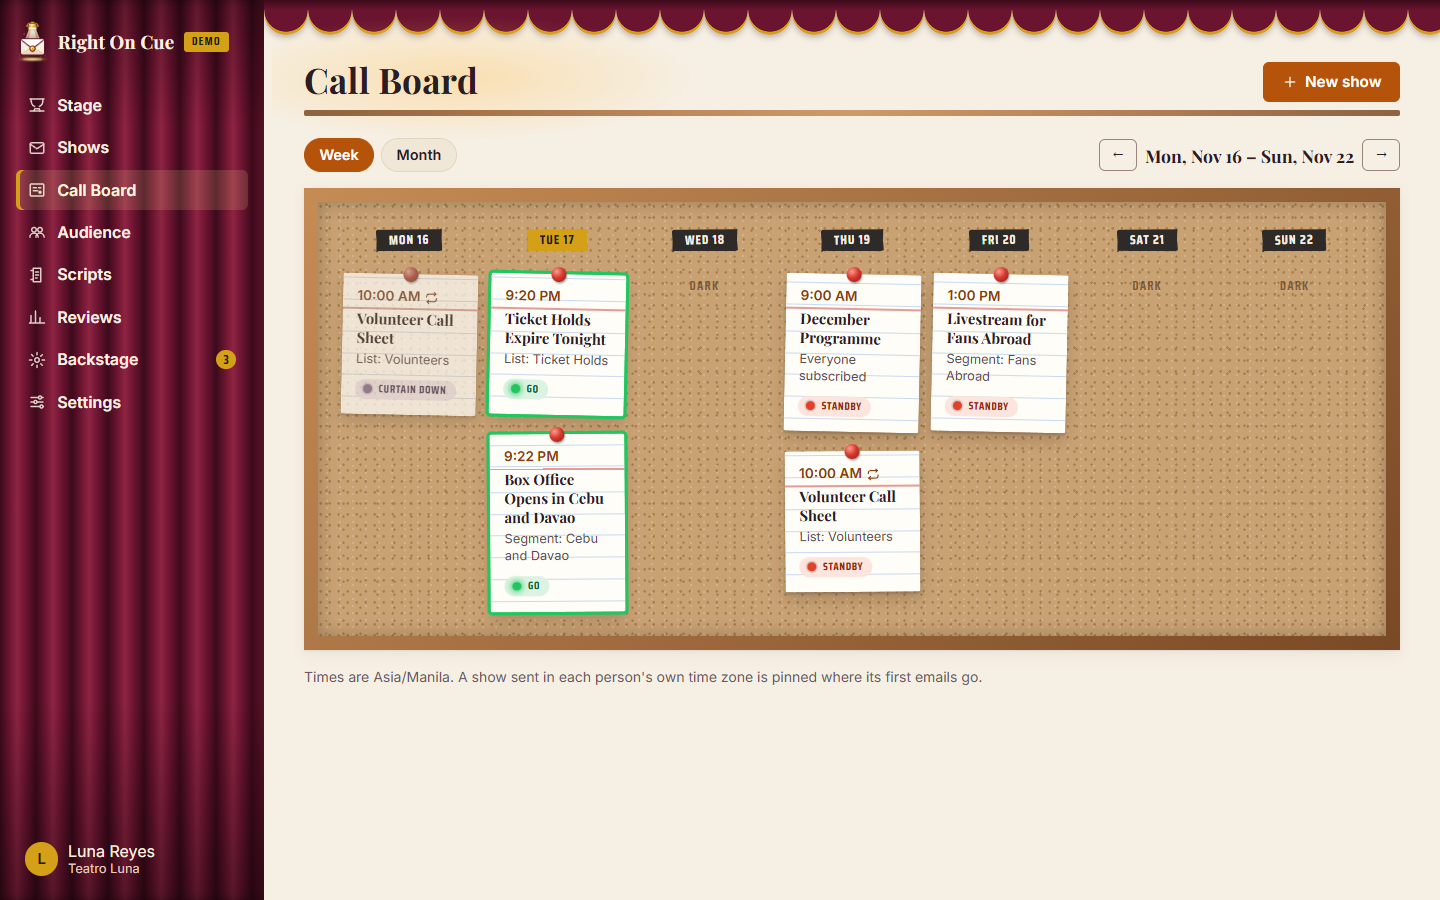 Right On Cue DEMO
Stage
Shows
Call Board
Audience
Scripts
Reviews
Backstage 3
Settings
L
Luna Reyes
Teatro Luna
Call Board
+ New show
Week Month
← Mon, Nov 16 – Sun, Nov 22 →
MON 16
10:00 AM
Volunteer Call
Sheet
List: Volunteers
CURTAIN DOWN
TUE 17
9:20 PM
Ticket Holds
Expire Tonight
List: Ticket Holds
GO
9:22 PM
Box Office
Opens in Cebu
and Davao
Segment: Cebu
and Davao
GO
WED 18
DARK
THU 19
9:00 AM
December
Programme
Everyone
subscribed
STANDBY
10:00 AM
Volunteer Call
Sheet
List: Volunteers
STANDBY
FRI 20
1:00 PM
Livestream for
Fans Abroad
Segment: Fans
Abroad
STANDBY
SAT 21
DARK
SUN 22
DARK
Times are Asia/Manila. A show sent in each person's own time zone is pinned where its first emails go.